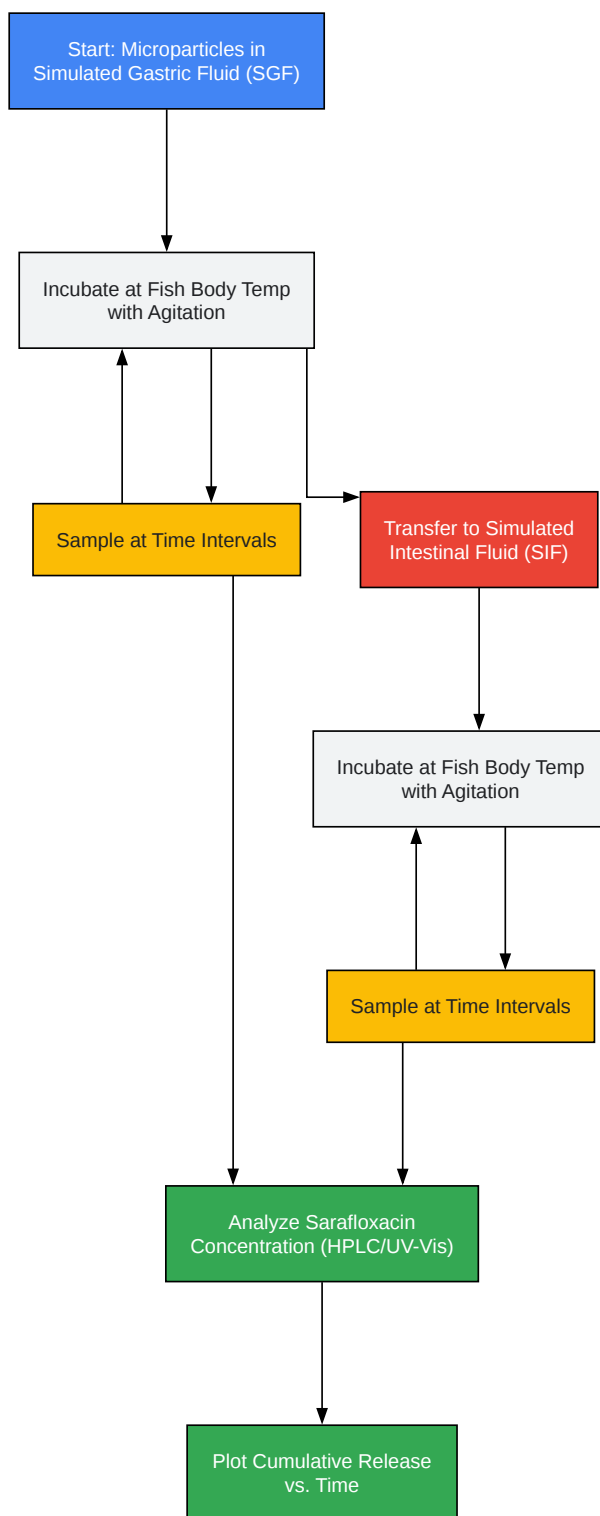 Start: Microparticles in
Simulated Gastric Fluid (SGF)
Incubate at Fish Body Temp
with Agitation
Sample at Time Intervals
Transfer to Simulated
Intestinal Fluid (SIF)
Incubate at Fish Body Temp
with Agitation
Sample at Time Intervals
Analyze Sarafloxacin
Concentration (HPLC/UV-Vis)
Plot Cumulative Release
vs. Time